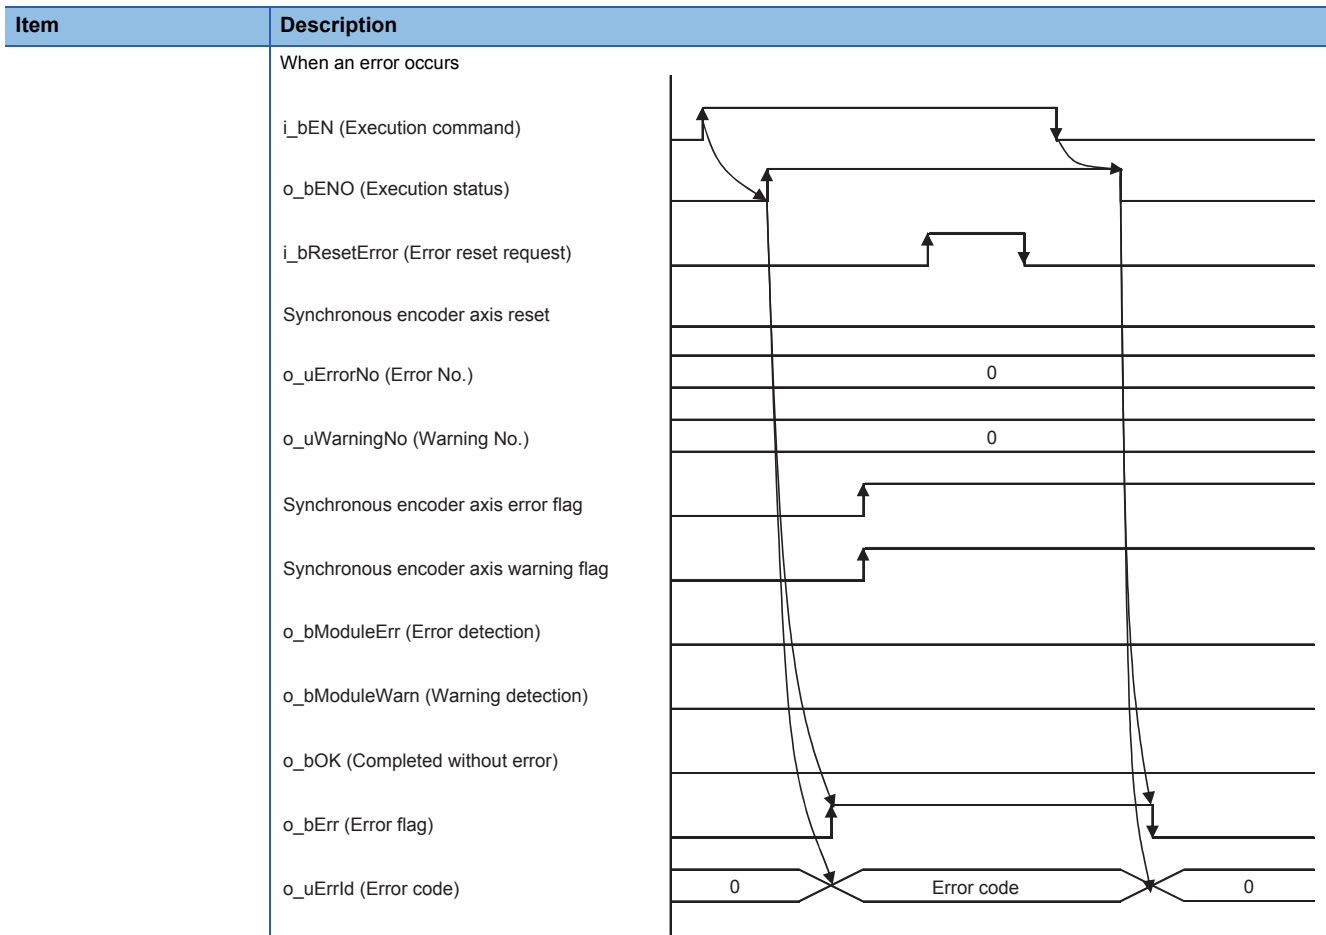 Item Description
When an error occurs
i_bEN (Execution command)
o_bENO (Execution status)
i_bResetError (Error reset request)
Synchronous encoder axis reset
o_uErrorNo (Error No.) 0
o_uWarningNo (Warning No.) 0
Synchronous encoder axis error flag
Synchronous encoder axis warning flag
o_bModuleErr (Error detection)
o_bModuleWarn (Warning detection)
o_bOK (Completed without error)
o_bErr (Error flag)
o_uErrId (Error code) 0 Error code 0